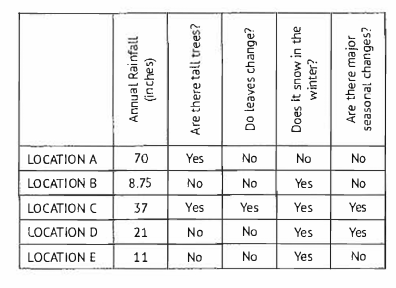 Annual Rainfall (inches) Are there tall trees? Do leaves change? Does it snow in the winter? Are there major seasonal changes?
LOCATION A 70 Yes No No No
LOCATION B 8.75 No No Yes No
LOCATION C 37 Yes Yes Yes Yes
LOCATION D 21 No No Yes Yes
LOCATION E 11 No No Yes No